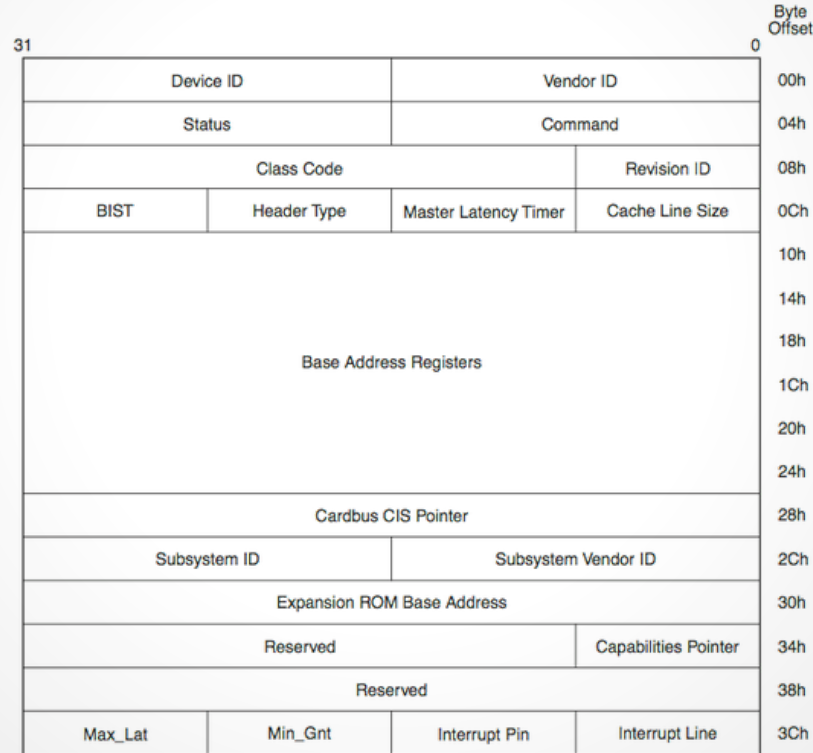 Byte
Offset
31 0
Device ID Vendor ID 00h
Status Command 04h
Class Code Revision ID 08h
BIST Header Type Master Latency Timer Cache Line Size 0Ch
10h
14h
18h
Base Address Registers
1Ch
20h
24h
Cardbus CIS Pointer 28h
Subsystem ID Subsystem Vendor ID 2Ch
Expansion ROM Base Address 30h
Reserved Capabilities Pointer 34h
Reserved 38h
Max_Lat Min_Gnt Interrupt Pin Interrupt Line 3Ch